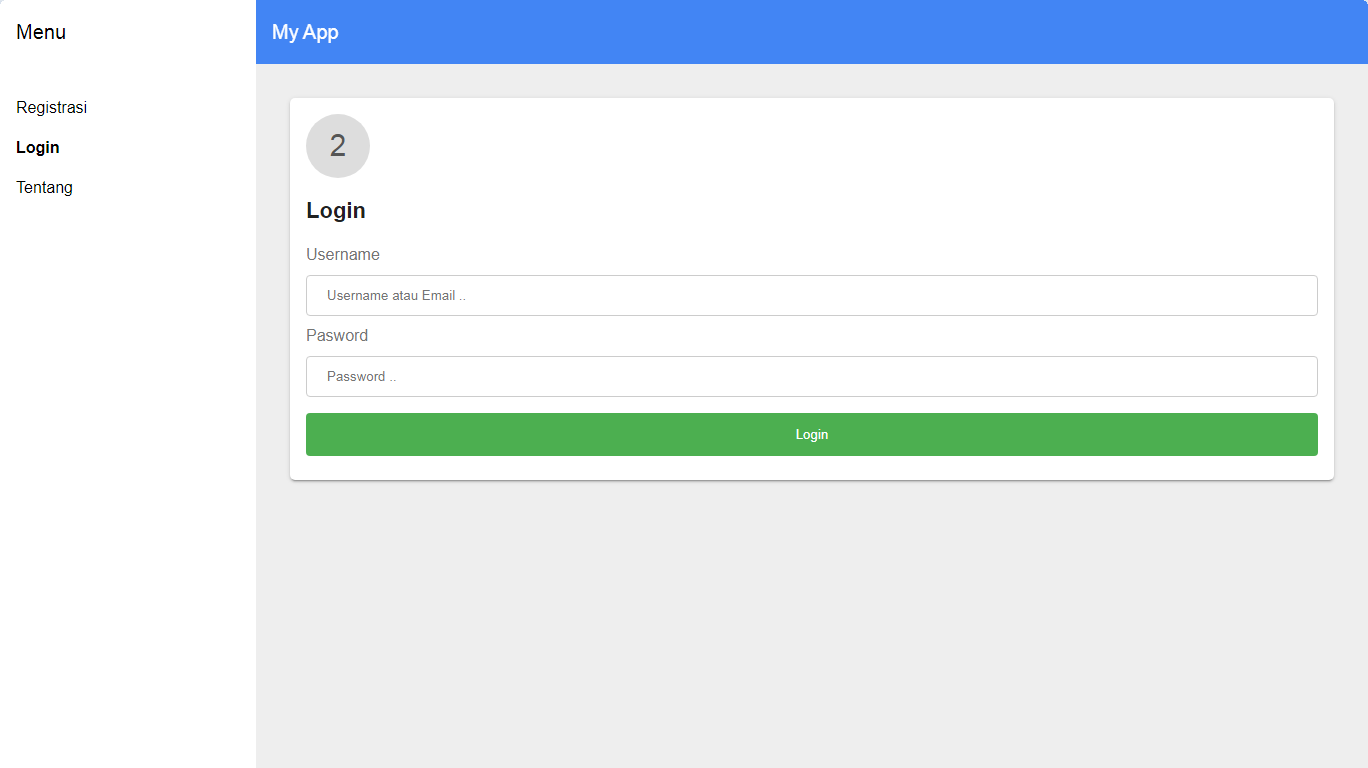 Menu
My App
Registrasi
Login
Tentang
2
Login
Username
Username atau Email ..
Pasword
Password ..
Login